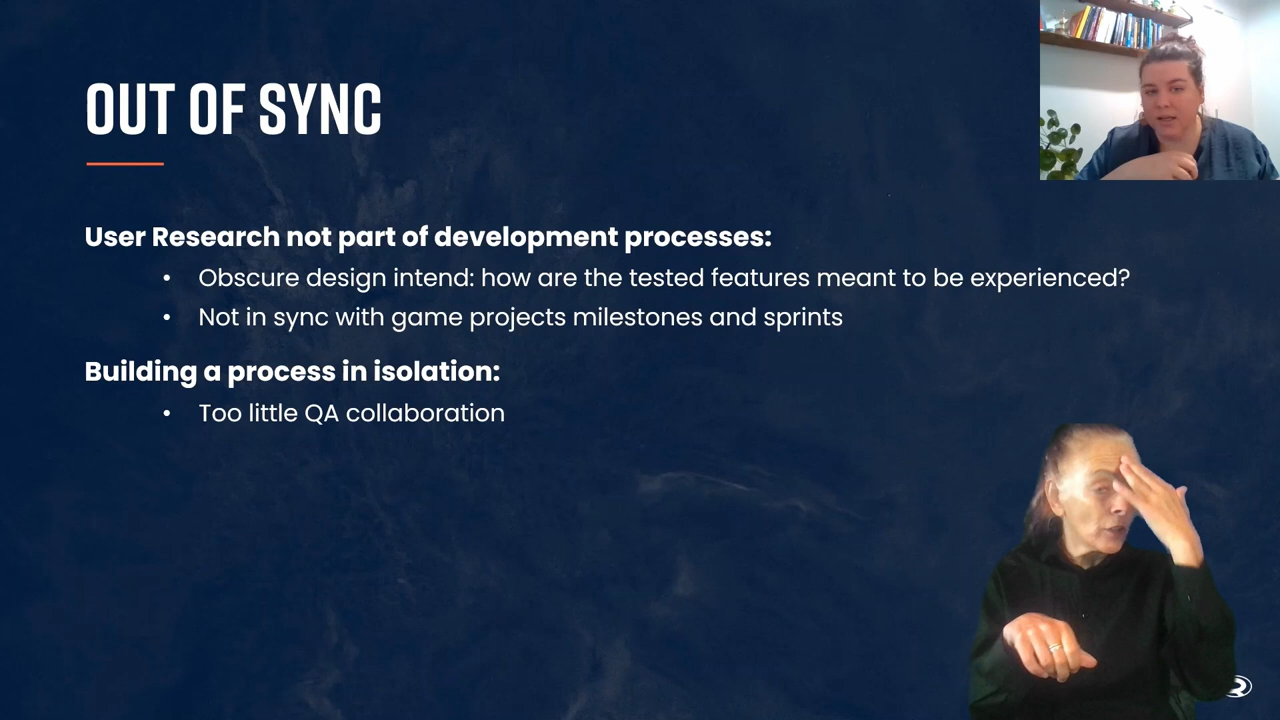 OUT OF SYNC
User Research not part of development processes:
• Obscure design intend: how are the tested features meant to be experienced?
• Not in sync with game projects milestones and sprints
Building a process in isolation:
• Too little QA collaboration